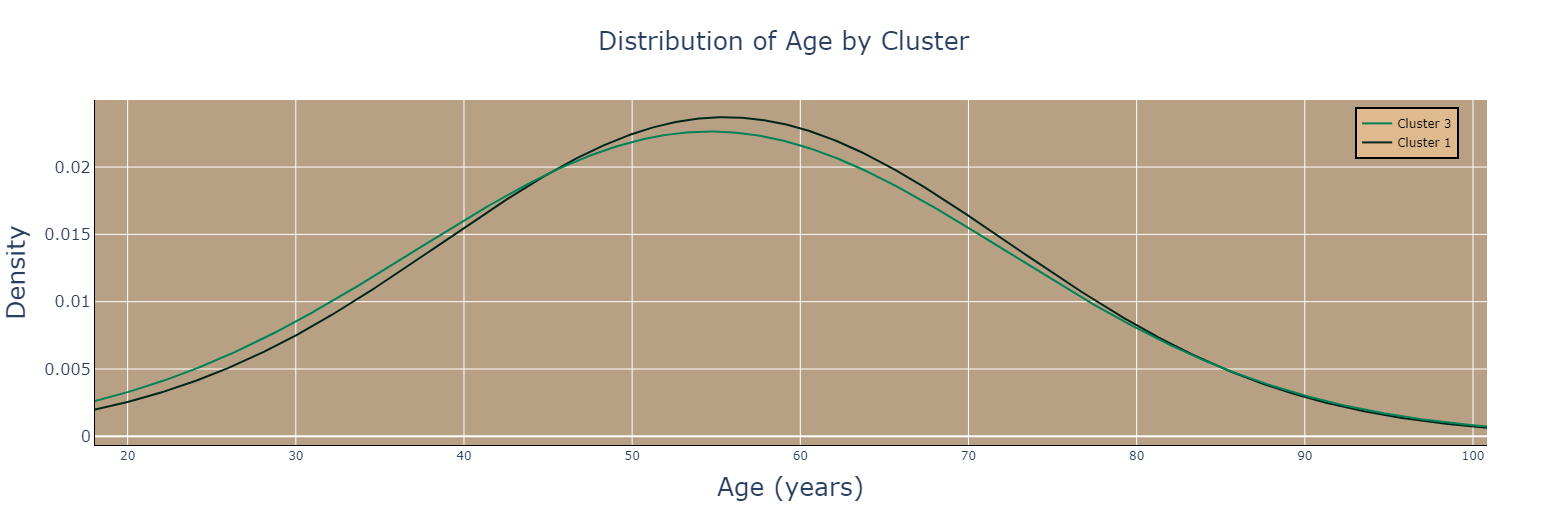 Distribution of Age by Cluster
Cluster 3
Cluster 1
Density
0.02
0.015
0.01
0.005
0
20 30 40 50 60 70 80 90 100
Age (years)